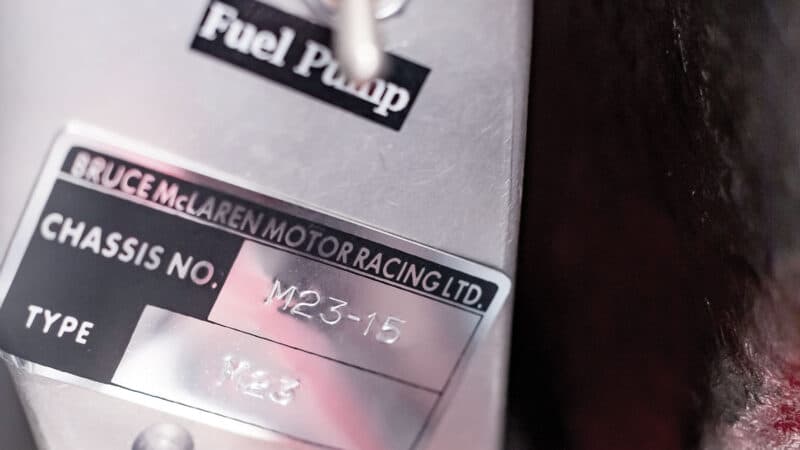 Fuel Pump
BRUCE McLAREN MOTOR RACING LTD.
CHASSIS NO. M23-15
TYPE M23